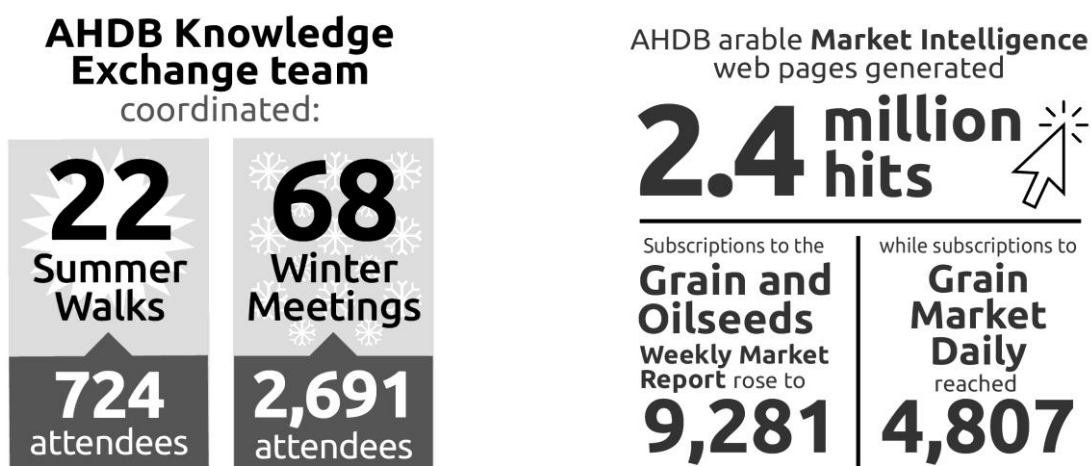 AHDB Knowledge
Exchange team
coordinated:
22
Summer
Walks
724
attendees
68
Winter
Meetings
2,691
attendees
AHDB arable Market Intelligence
web pages generated
2.4 million
hits
Subscriptions to the
Grain and
Oilseeds
Weekly Market
Report rose to
9,281
while subscriptions to
Grain
Market
Daily
reached
4,807